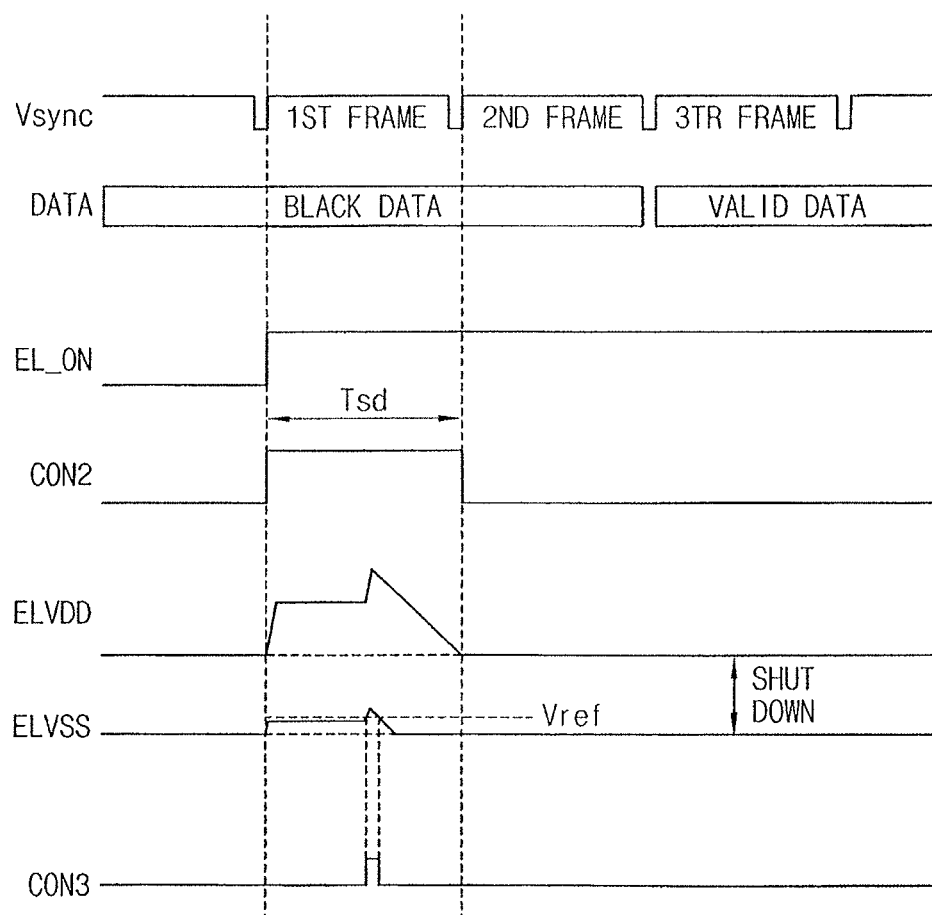 Vsync
1ST FRAME
2ND FRAME
3TR FRAME
DATA
BLACK DATA
VALID DATA
EL_ON
Tsd
CON2
ELVDD
SHUT
DOWN
ELVSS
Vref
CON3